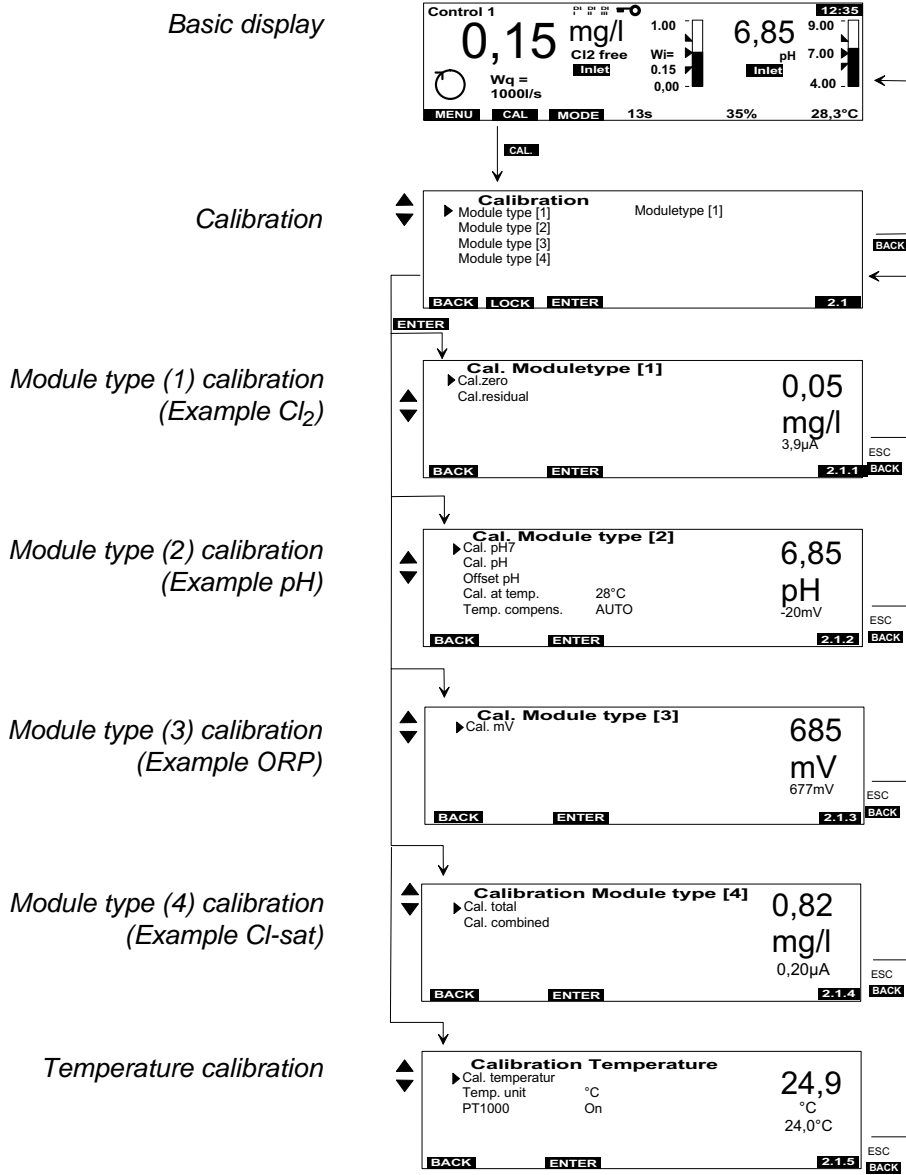 Basic display
Control 1
DI DI DI
I II III
12:35
0,15 mg/l
Cl2 free
Inlet
Wq =
1000l/s
1.00
Wi=
0.15
0,00
6,85
pH
Inlet
9.00
7.00
4.00
MENU CAL MODE 13s 35% 28,3°C
CAL.
Calibration
Calibration
Module type [1] Moduletype [1]
Module type [2]
Module type [3]
Module type [4]
BACK LOCK ENTER 2.1
BACK
ENTER
Module type (1) calibration
(Example Cl2)
Cal. Moduletype [1]
Cal.zero
Cal.residual
0,05
mg/l
3,9µA
BACK ENTER 2.1.1
ESC
BACK
Module type (2) calibration
(Example pH)
Cal. Module type [2]
Cal. pH7
Cal. pH
Offset pH
Cal. at temp. 28°C
Temp. compens. AUTO
6,85
pH
-20mV
BACK ENTER 2.1.2
ESC
BACK
Module type (3) calibration
(Example ORP)
Cal. Module type [3]
Cal. mV
685
mV
677mV
BACK ENTER 2.1.3
ESC
BACK
Module type (4) calibration
(Example Cl-sat)
Calibration Module type [4]
Cal. total
Cal. combined
0,82
mg/l
0,20µA
BACK ENTER 2.1.4
ESC
BACK
Temperature calibration
Calibration Temperature
Cal. temperatur
Temp. unit °C
PT1000 On
24,9
°C
24,0°C
BACK ENTER 2.1.5
ESC
BACK